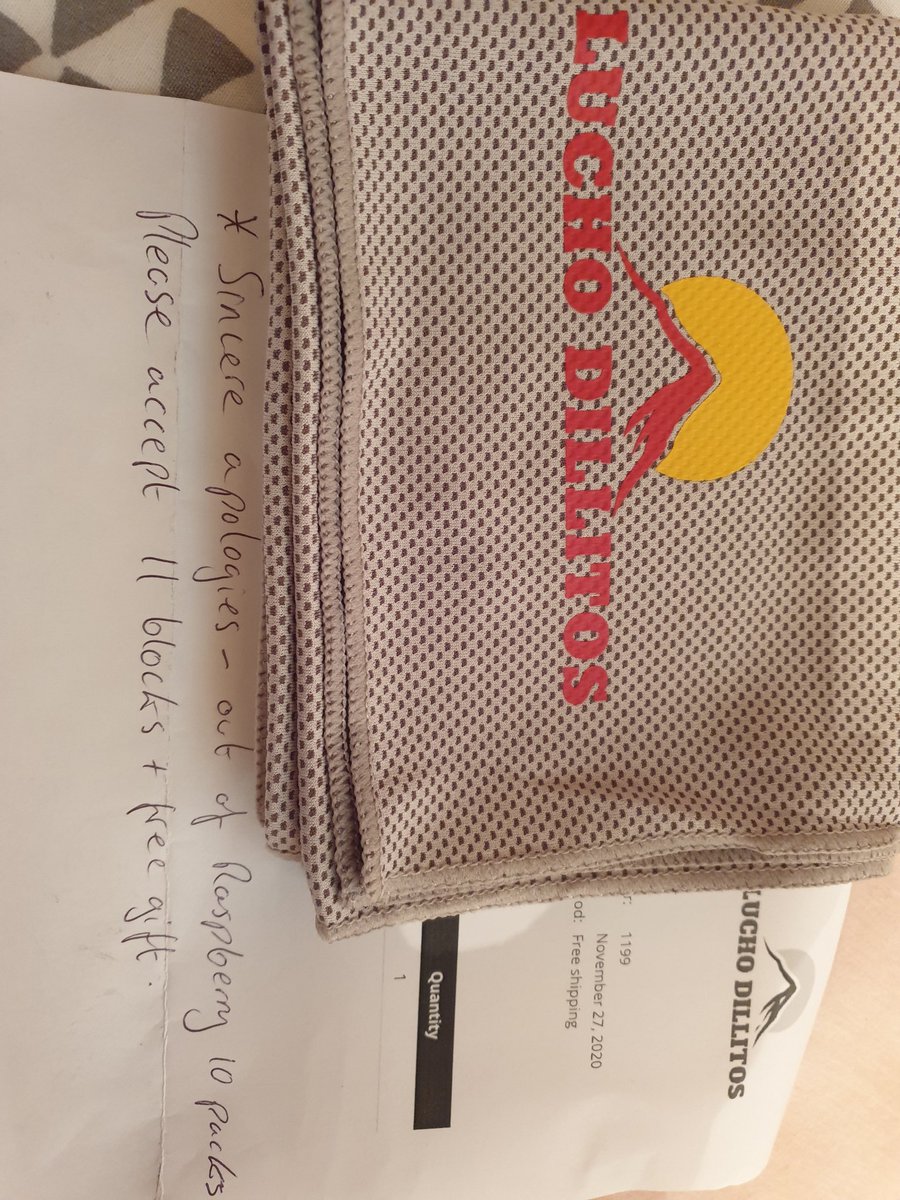 LUCHO DILLITOS
LUCHO DILLITOS
r: 1199
November 27, 2020
od: Free shipping
Quantity
1
* Sincere apologies - out of Raspberry 10 packs
Please accept 11 blocks + free gift.